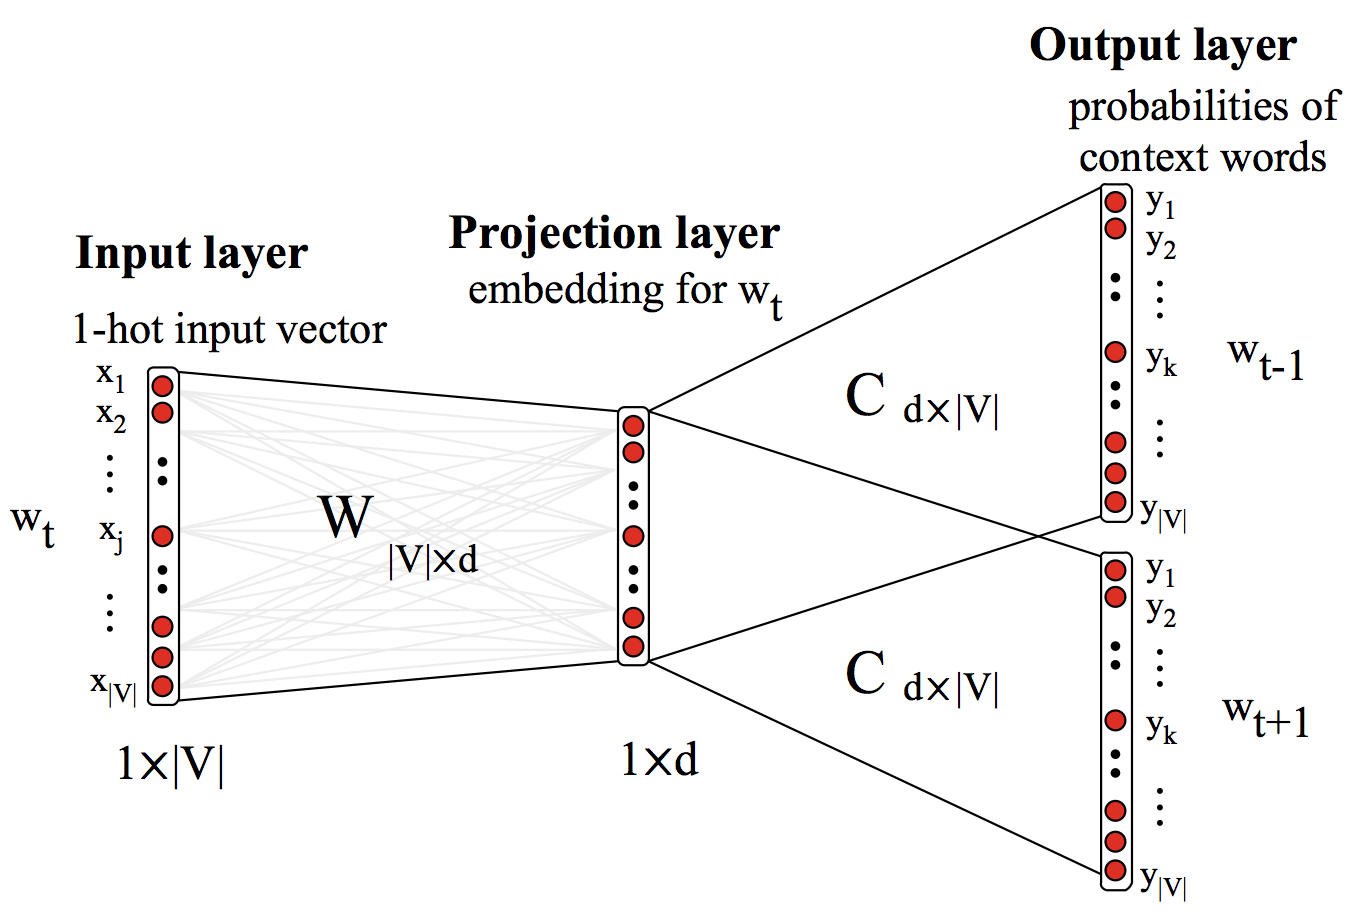 Input layer
1-hot input vector
x1
x2
⋮
xj
⋮
x|V|
wt
1×|V|
W |V|×d
Projection layer
embedding for wt
1×d
C d×|V|
C d×|V|
Output layer
probabilities of
context words
y1
y2
⋮
yk
⋮
y|V|
wt-1
y1
y2
⋮
yk
⋮
y|V|
wt+1